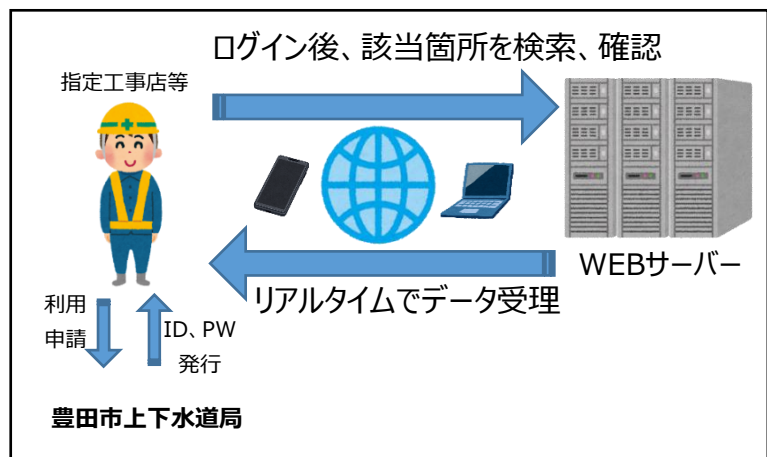 ログイン後、該当箇所を検索、確認
指定工事店等
WEBサーバー
リアルタイムでデータ受理
利用
申請
ID、PW
発行
豊田市上下水道局